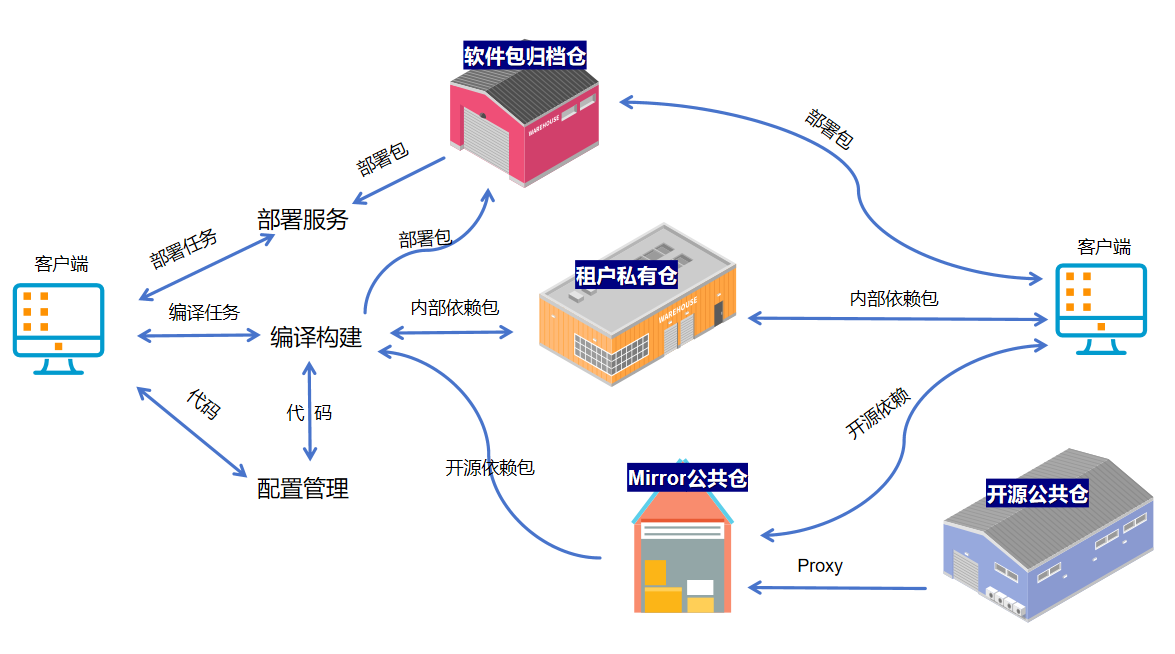 软件包归档仓
WAREHOUSE
部署包
部署包
部署服务
部署任务
部署包
客户端
客户端
租户私有仓
WAREHOUSE
编译任务
内部依赖包
内部依赖包
编译构建
代码
代 码
开源依赖
开源依赖包
配置管理
Mirror公共仓
开源公共仓
Proxy